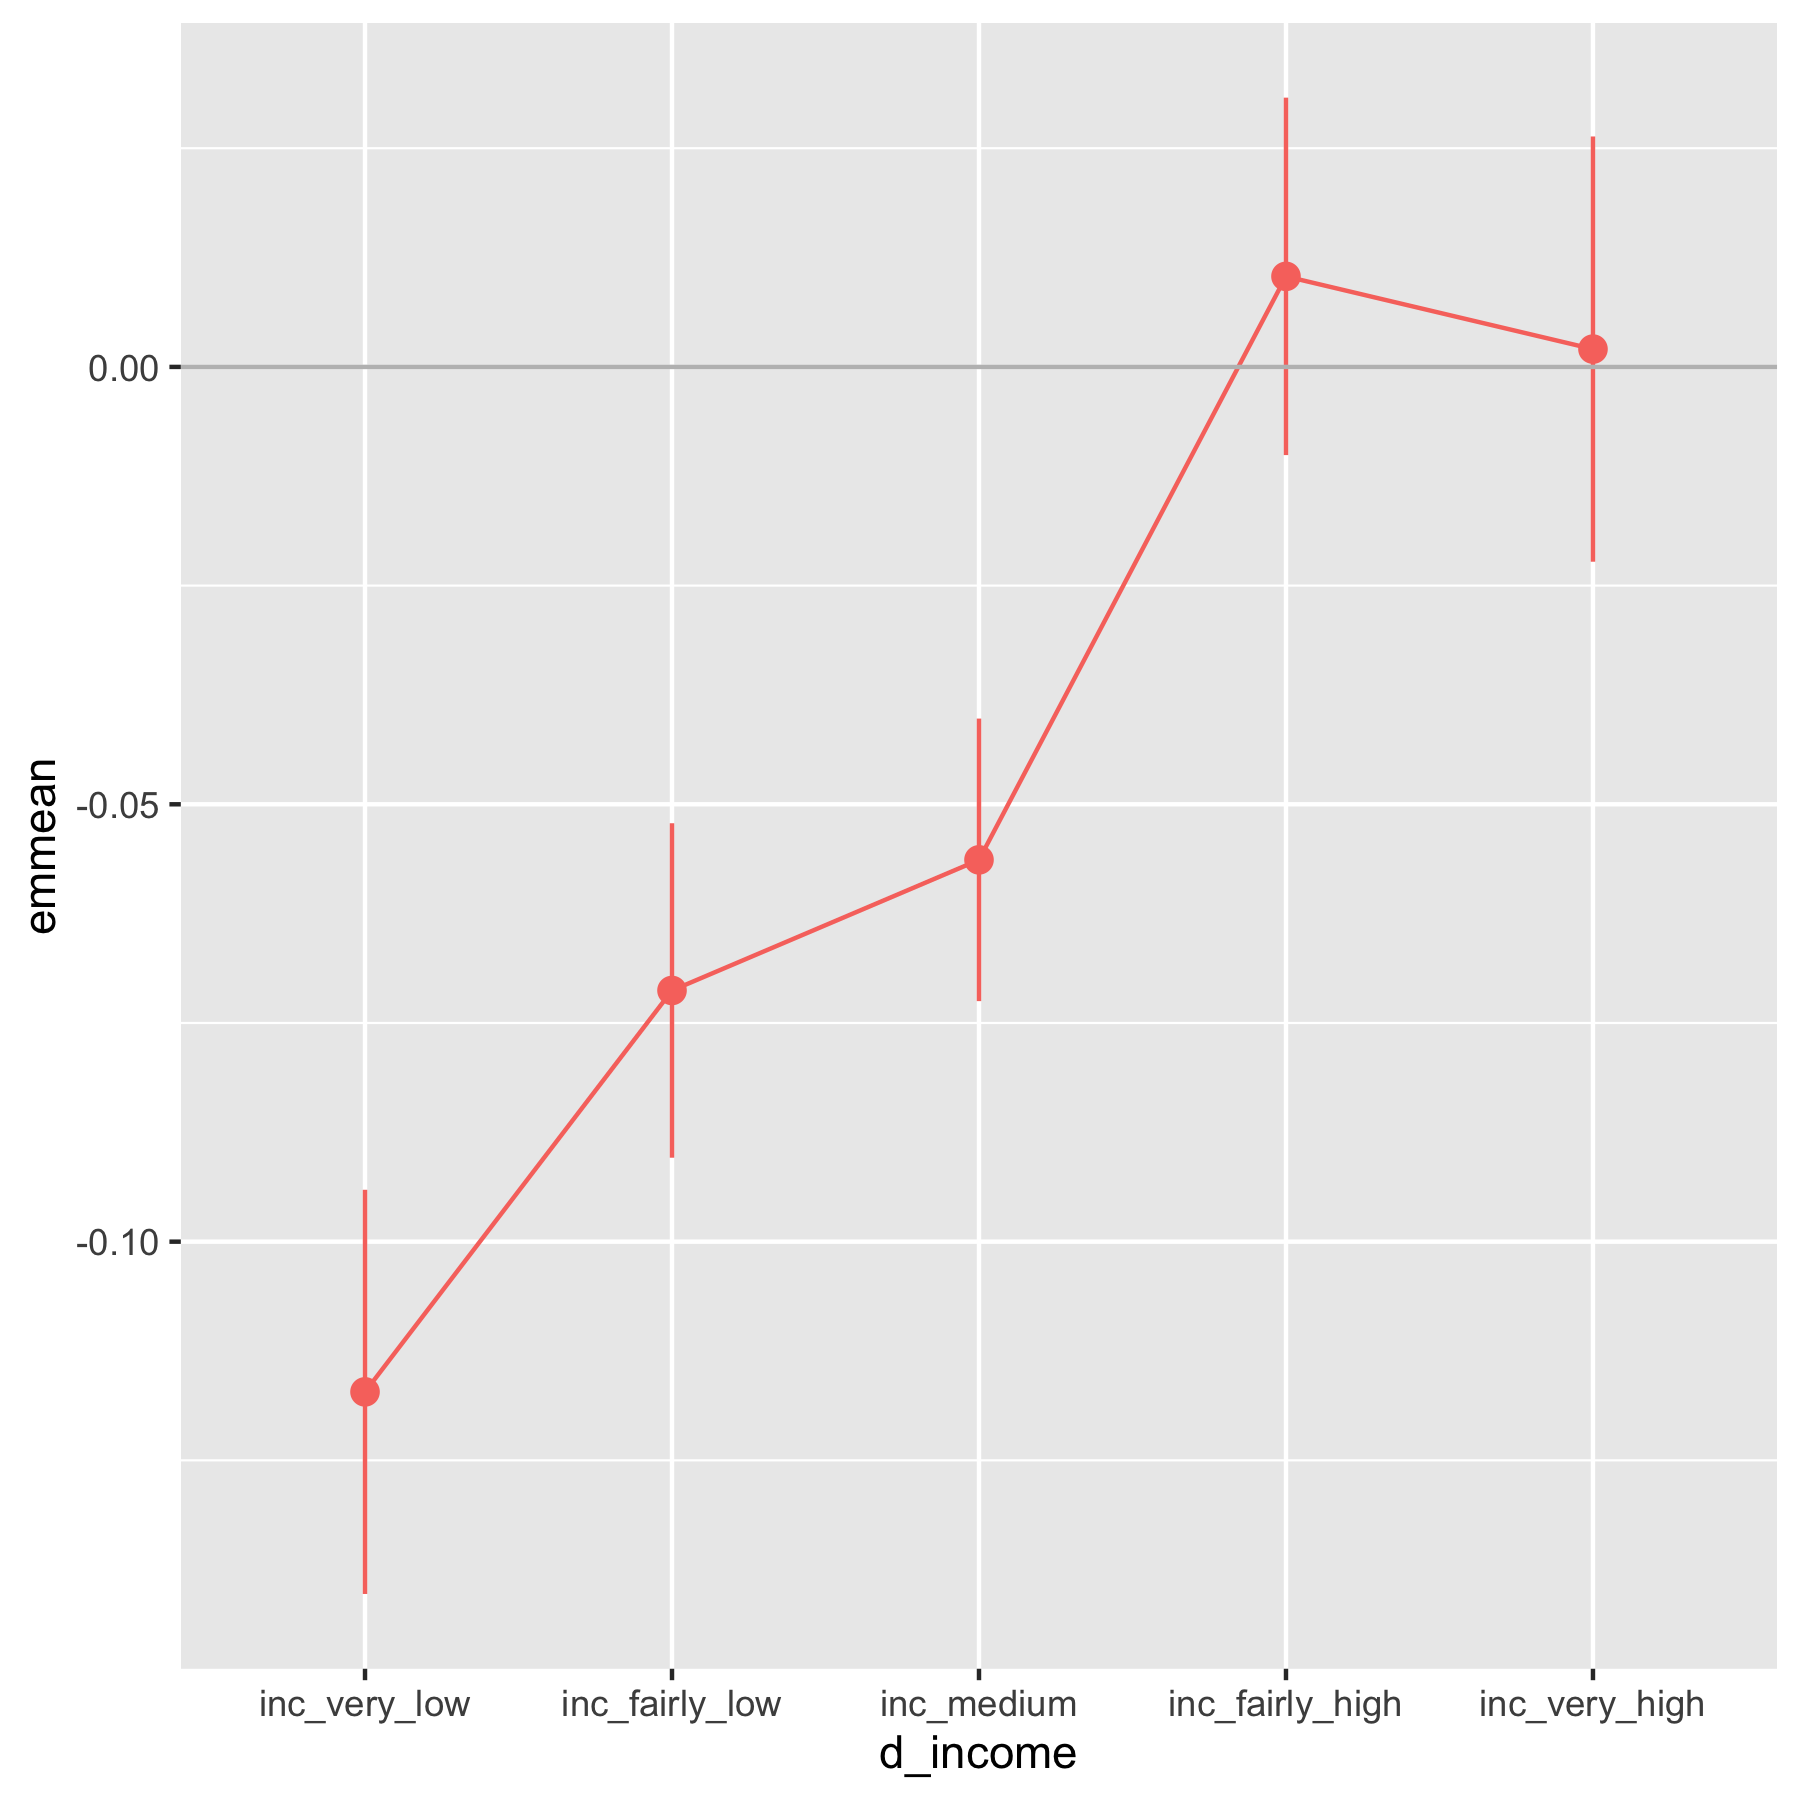 emmean
0.00
-0.05
-0.10
inc_very_low inc_fairly_low inc_medium inc_fairly_high inc_very_high
d_income